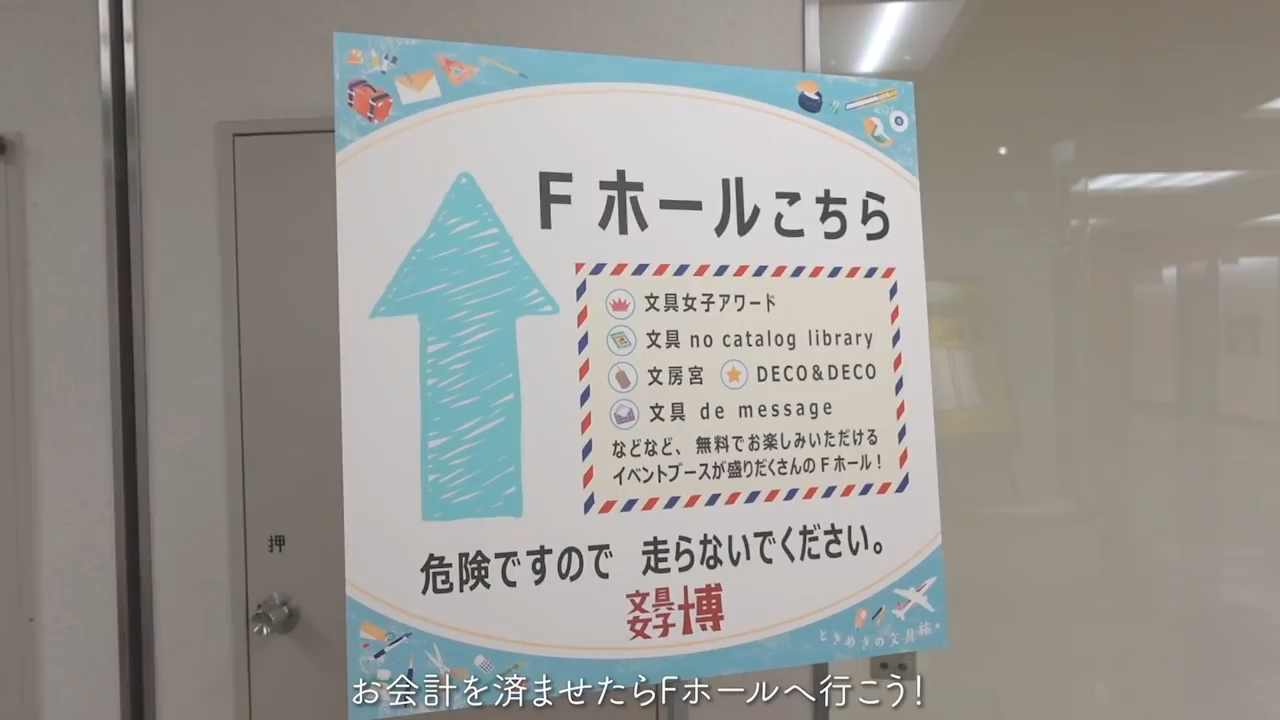 Fホールこちら
文具女子アワード
文具 no catalog library
文房宮 DECO&DECO
文具 de message
などなど、無料でお楽しみいただける
イベントブースが盛りだくさんのFホール!
危険ですので 走らないでください。
文具女子博
ときめきの文具旅
押
お会計を済ませたらFホールへ行こう!